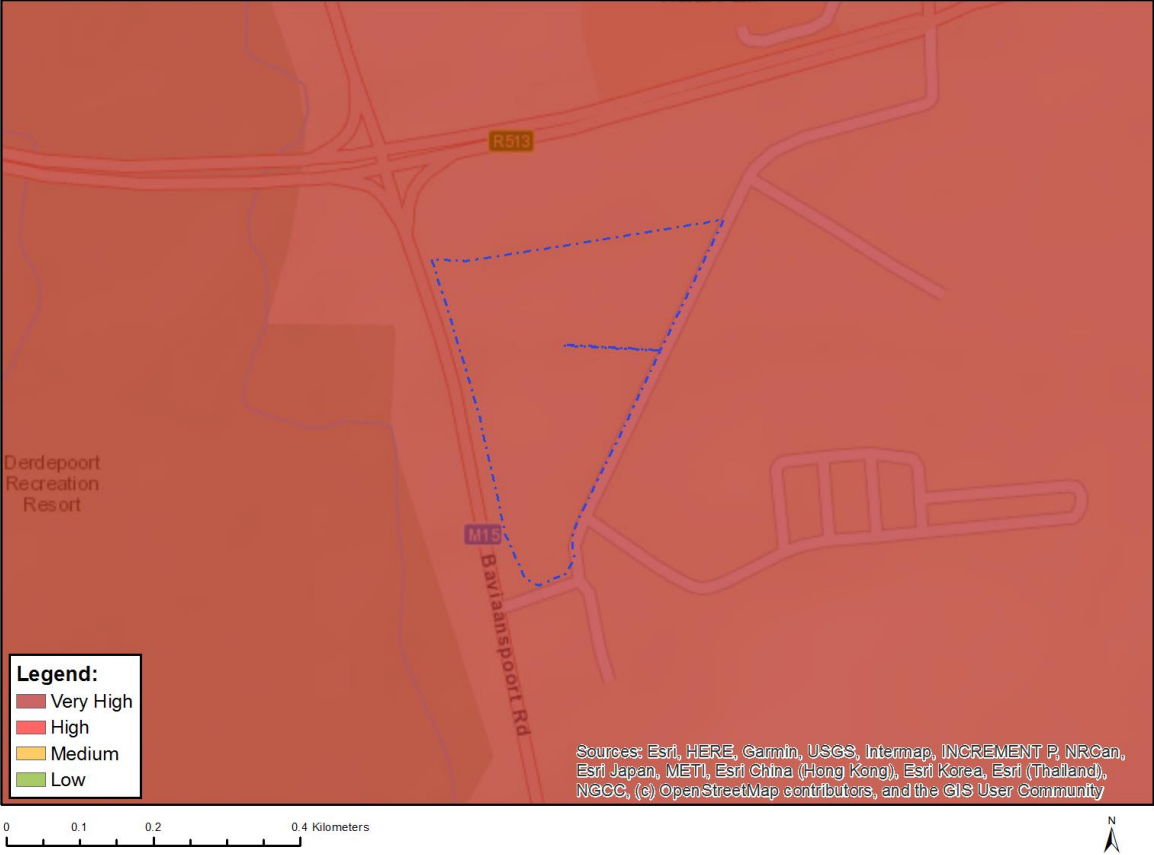 R513
Derdepoort
Recreation
Resort
M15
Baviaanspoort Rd
Legend:
Very High
High
Medium
Low
Sources: Esri, HERE, Garmin, USGS, Intermap, INCREMENT P, NRCan,
Esri Japan, METI, Esri China (Hong Kong), Esri Korea, Esri (Thailand),
NGCC, (c) OpenStreetMap contributors, and the GIS User Community
0 0.1 0.2 0.4 Kilometers
N